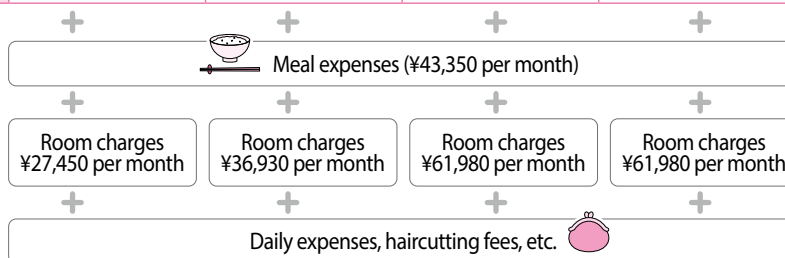 + + + +
Meal expenses (¥43,350 per month)
+ + + +
Room charges
¥27,450 per month
Room charges
¥36,930 per month
Room charges
¥61,980 per month
Room charges
¥61,980 per month
+ + + +
Daily expenses, haircutting fees, etc.